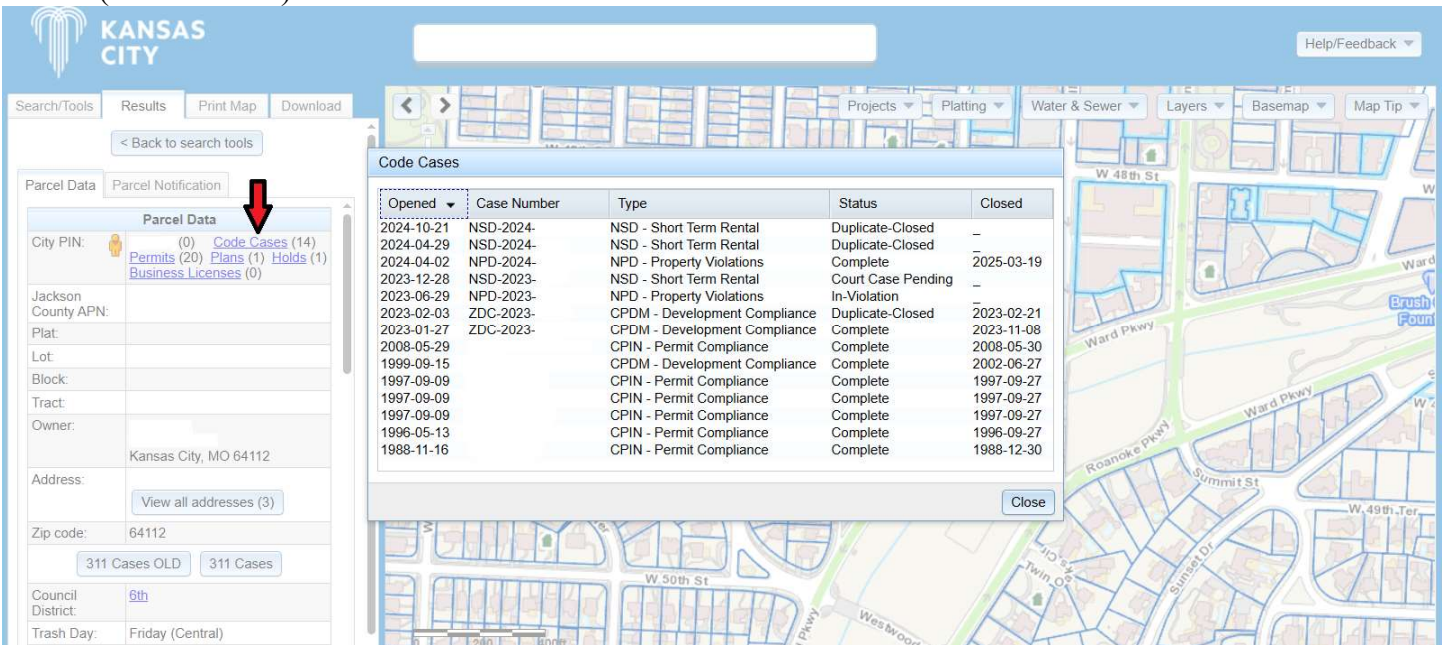 KANSAS
CITY
Help/Feedback
Search/Tools Results Print Map Download
Projects Platting Water & Sewer Layers Basemap Map Tip
< Back to search tools
Parcel Data Parcel Notification
Parcel Data
City PIN: (0) Code Cases (14)
Permits (20) Plans (1) Holds (1)
Business Licenses (0)
Jackson
County APN:
Plat:
Lot:
Block:
Tract:
Owner:
Kansas City, MO 64112
Address:
View all addresses (3)
Zip code: 64112
311 Cases OLD 311 Cases
Council
District: 6th
Trash Day: Friday (Central)
Code Cases
Opened Case Number Type Status Closed
2024-10-21 NSD-2024- NSD - Short Term Rental Duplicate-Closed _
2024-04-29 NSD-2024- NSD - Short Term Rental Duplicate-Closed _
2024-04-02 NPD-2024- NPD - Property Violations Complete 2025-03-19
2023-12-28 NSD-2023- NSD - Short Term Rental Court Case Pending _
2023-06-29 NPD-2023- NPD - Property Violations In-Violation _
2023-02-03 ZDC-2023- CPDM - Development Compliance Duplicate-Closed 2023-02-21
2023-01-27 ZDC-2023- CPDM - Development Compliance Complete 2023-11-08
2008-05-29 CPIN - Permit Compliance Complete 2008-05-30
1999-09-15 CPDM - Development Compliance Complete 2002-06-27
1997-09-09 CPIN - Permit Compliance Complete 1997-09-27
1997-09-09 CPIN - Permit Compliance Complete 1997-09-27
1997-09-09 CPIN - Permit Compliance Complete 1997-09-27
1996-05-13 CPIN - Permit Compliance Complete 1996-09-27
1988-11-16 CPIN - Permit Compliance Complete 1988-12-30
Close
W 48th St
Ward
Brush
Foun
Ward Pkwy
Ward Pkwy
Roanoke Pkwy
Summit St
W 49th Ter
W 50th St
Sunset Dr
Twin Oaks
Pkwy
Westwood